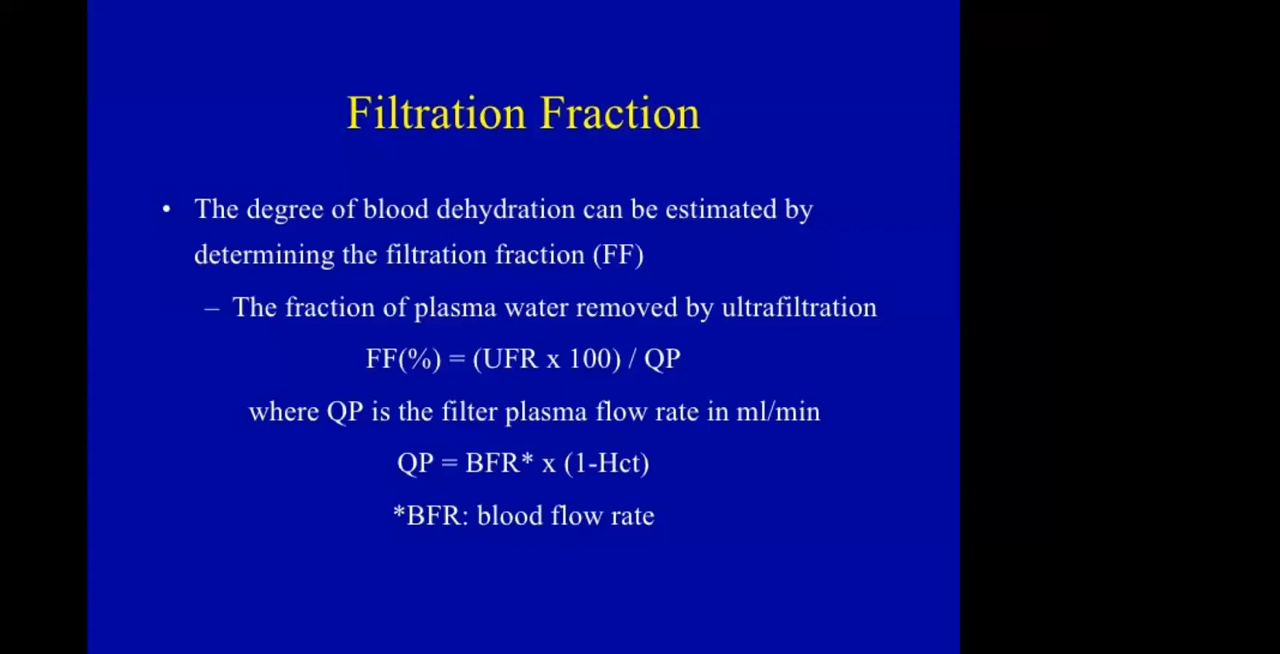 Filtration Fraction
• The degree of blood dehydration can be estimated by
determining the filtration fraction (FF)
– The fraction of plasma water removed by ultrafiltration
FF(%) = (UFR x 100) / QP
where QP is the filter plasma flow rate in ml/min
QP = BFR* x (1-Hct)
*BFR: blood flow rate